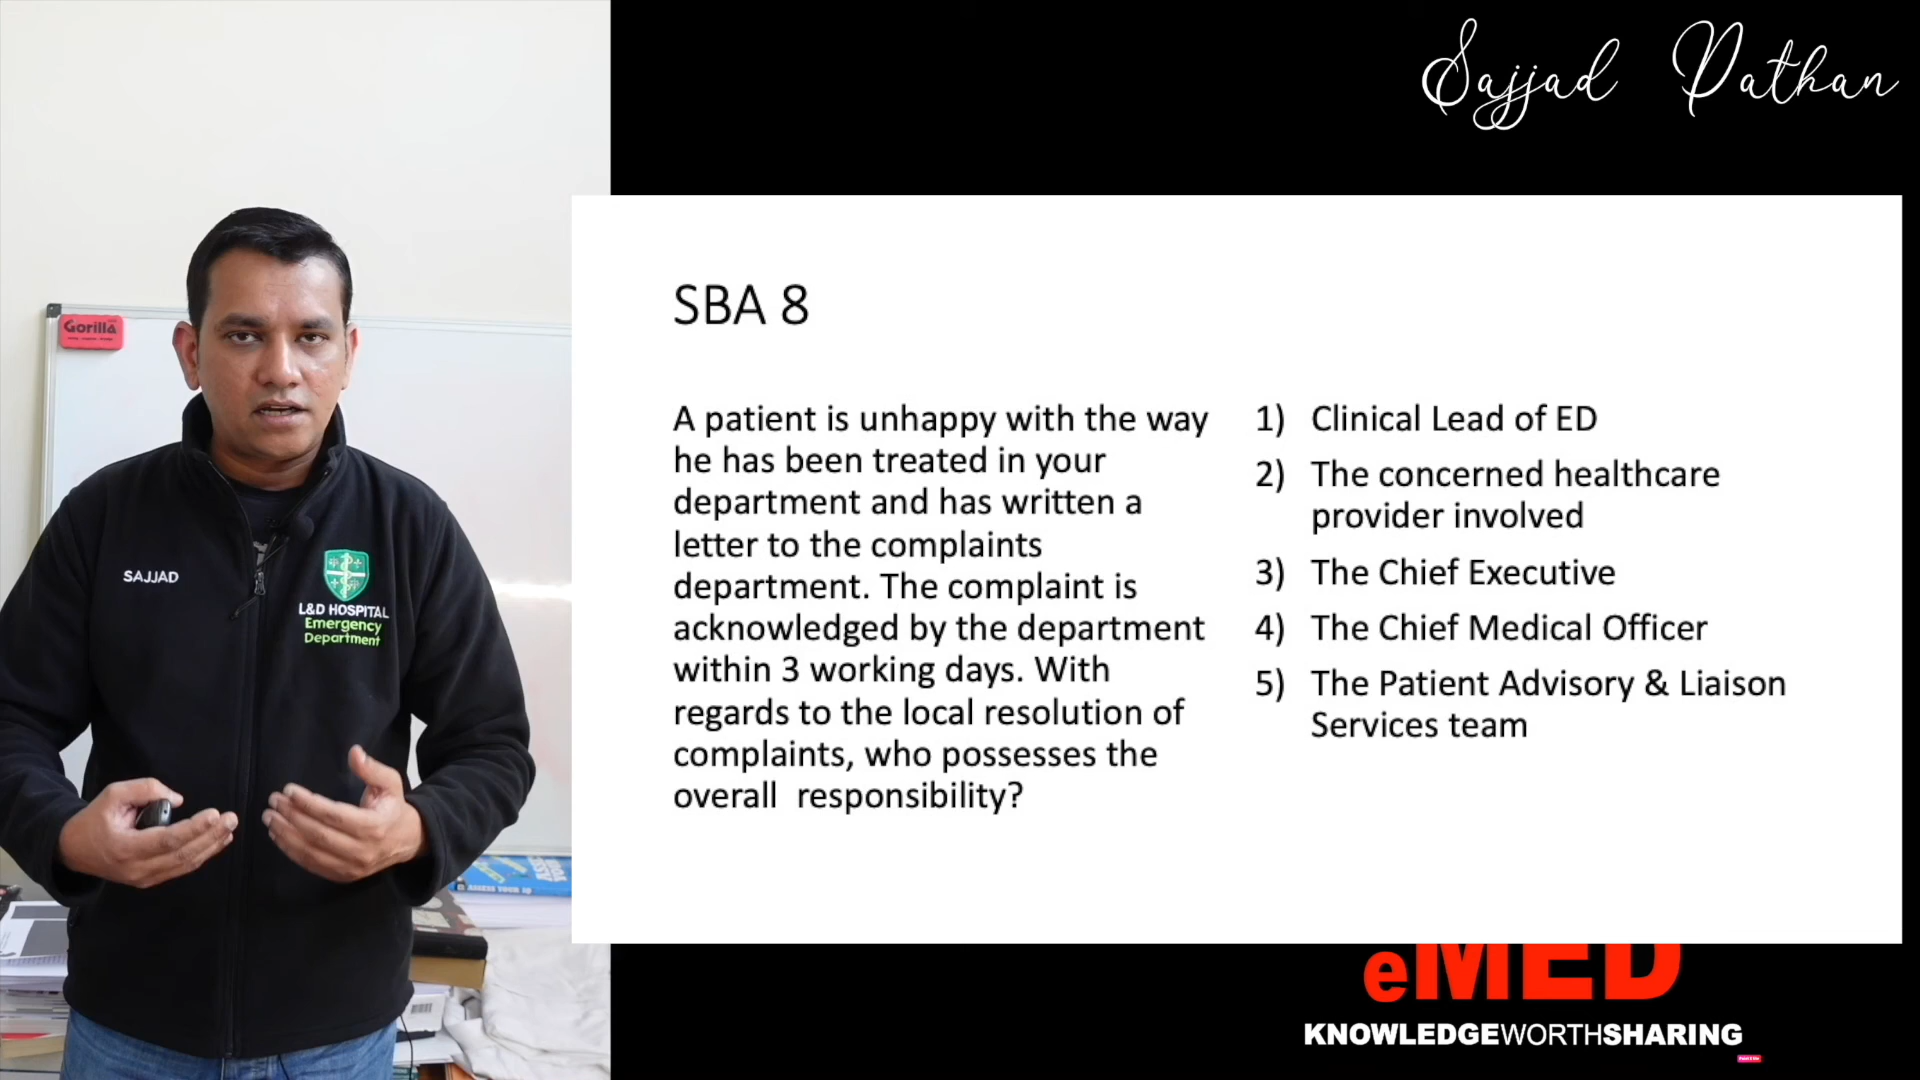 Sajjad Pathan
Gorilla
SBA 8
A patient is unhappy with the way
he has been treated in your
department and has written a
letter to the complaints
department. The complaint is
acknowledged by the department
within 3 working days. With
regards to the local resolution of
complaints, who possesses the
overall responsibility?
1) Clinical Lead of ED
2) The concerned healthcare
provider involved
3) The Chief Executive
4) The Chief Medical Officer
5) The Patient Advisory & Liaison
Services team
SAJJAD
L&D HOSPITAL
Emergency
Department
eMED
KNOWLEDGEWORTHSHARING